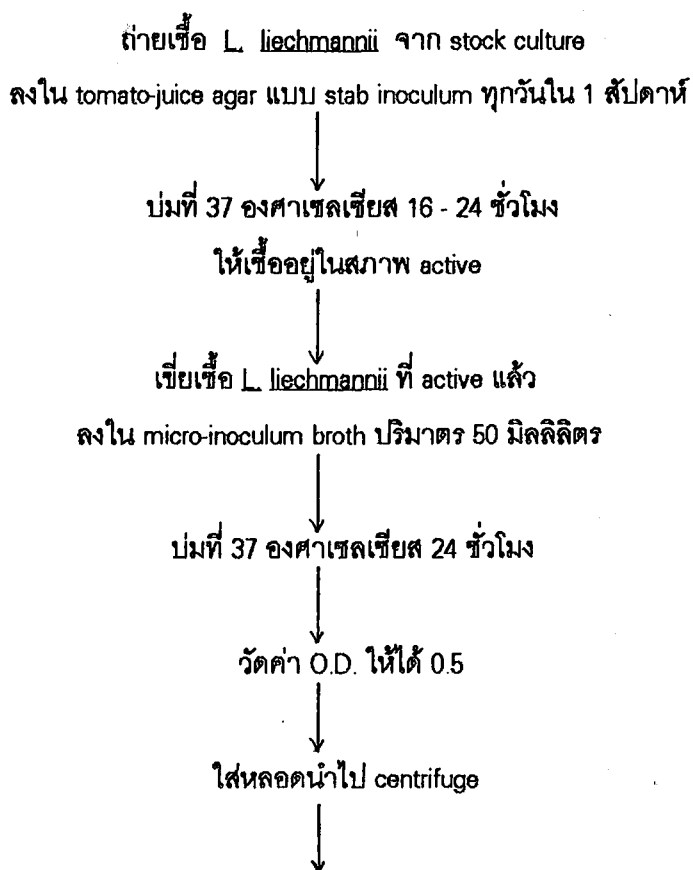 ถ่ายเชื้อ L. liechmannii จาก stock culture
ลงใน tomato-juice agar แบบ stab inoculum ทุกวันใน 1 สัปดาห์
บ่มที่ 37 องศาเซลเซียส 16 - 24 ชั่วโมง
ให้เชื้ออยู่ในสภาพ active
เขี่ยเชื้อ L. liechmannii ที่ active แล้ว
ลงใน micro-inoculum broth ปริมาตร 50 มิลลิลิตร
บ่มที่ 37 องศาเซลเซียส 24 ชั่วโมง
วัดค่า O.D. ให้ได้ 0.5
ใส่หลอดนำไป centrifuge